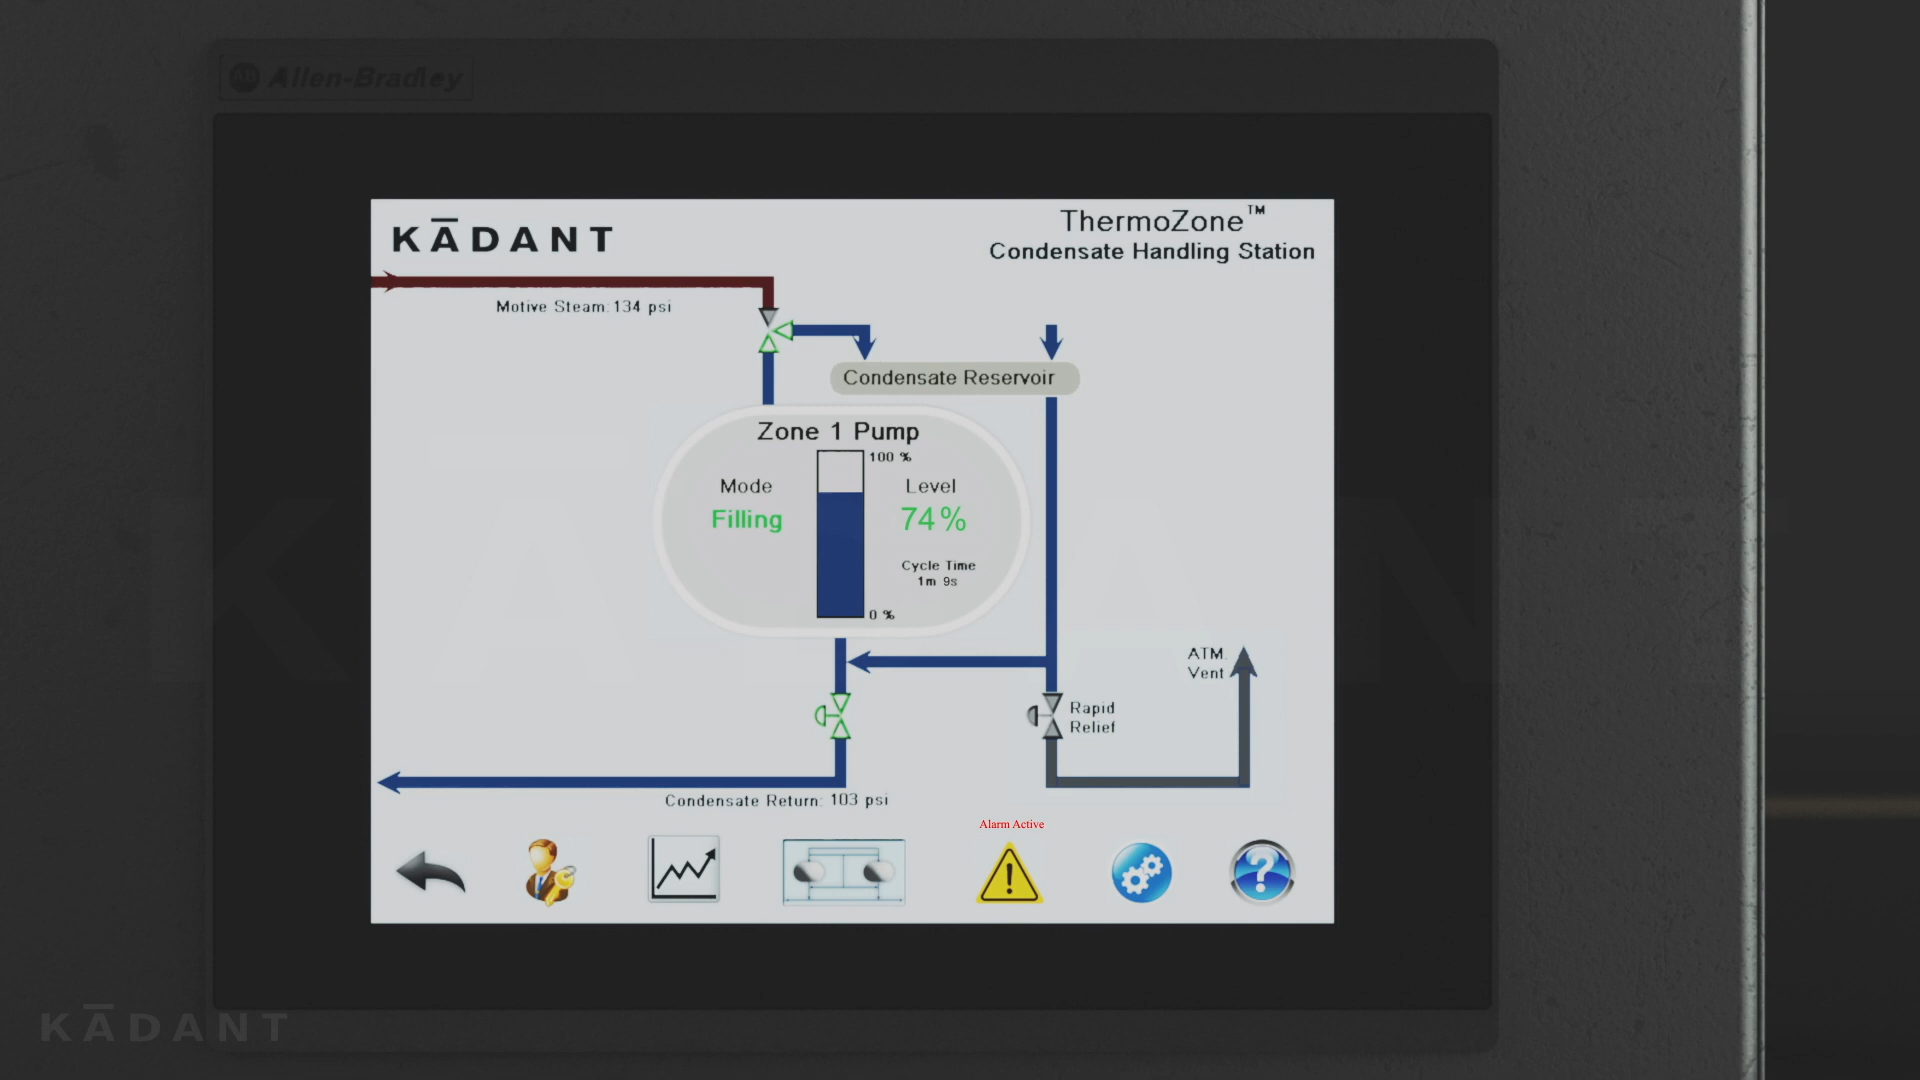 Allen-Bradley
KĀDANT
ThermoZone™
Condensate Handling Station
Motive Steam: 134 psi
Condensate Reservoir
Zone 1 Pump
100 %
Mode
Level
Filling
74%
Cycle Time
1m 9s
0 %
ATM.
Vent
Rapid
Relief
Condensate Return: 103 psi
Alarm Active
KĀDANT